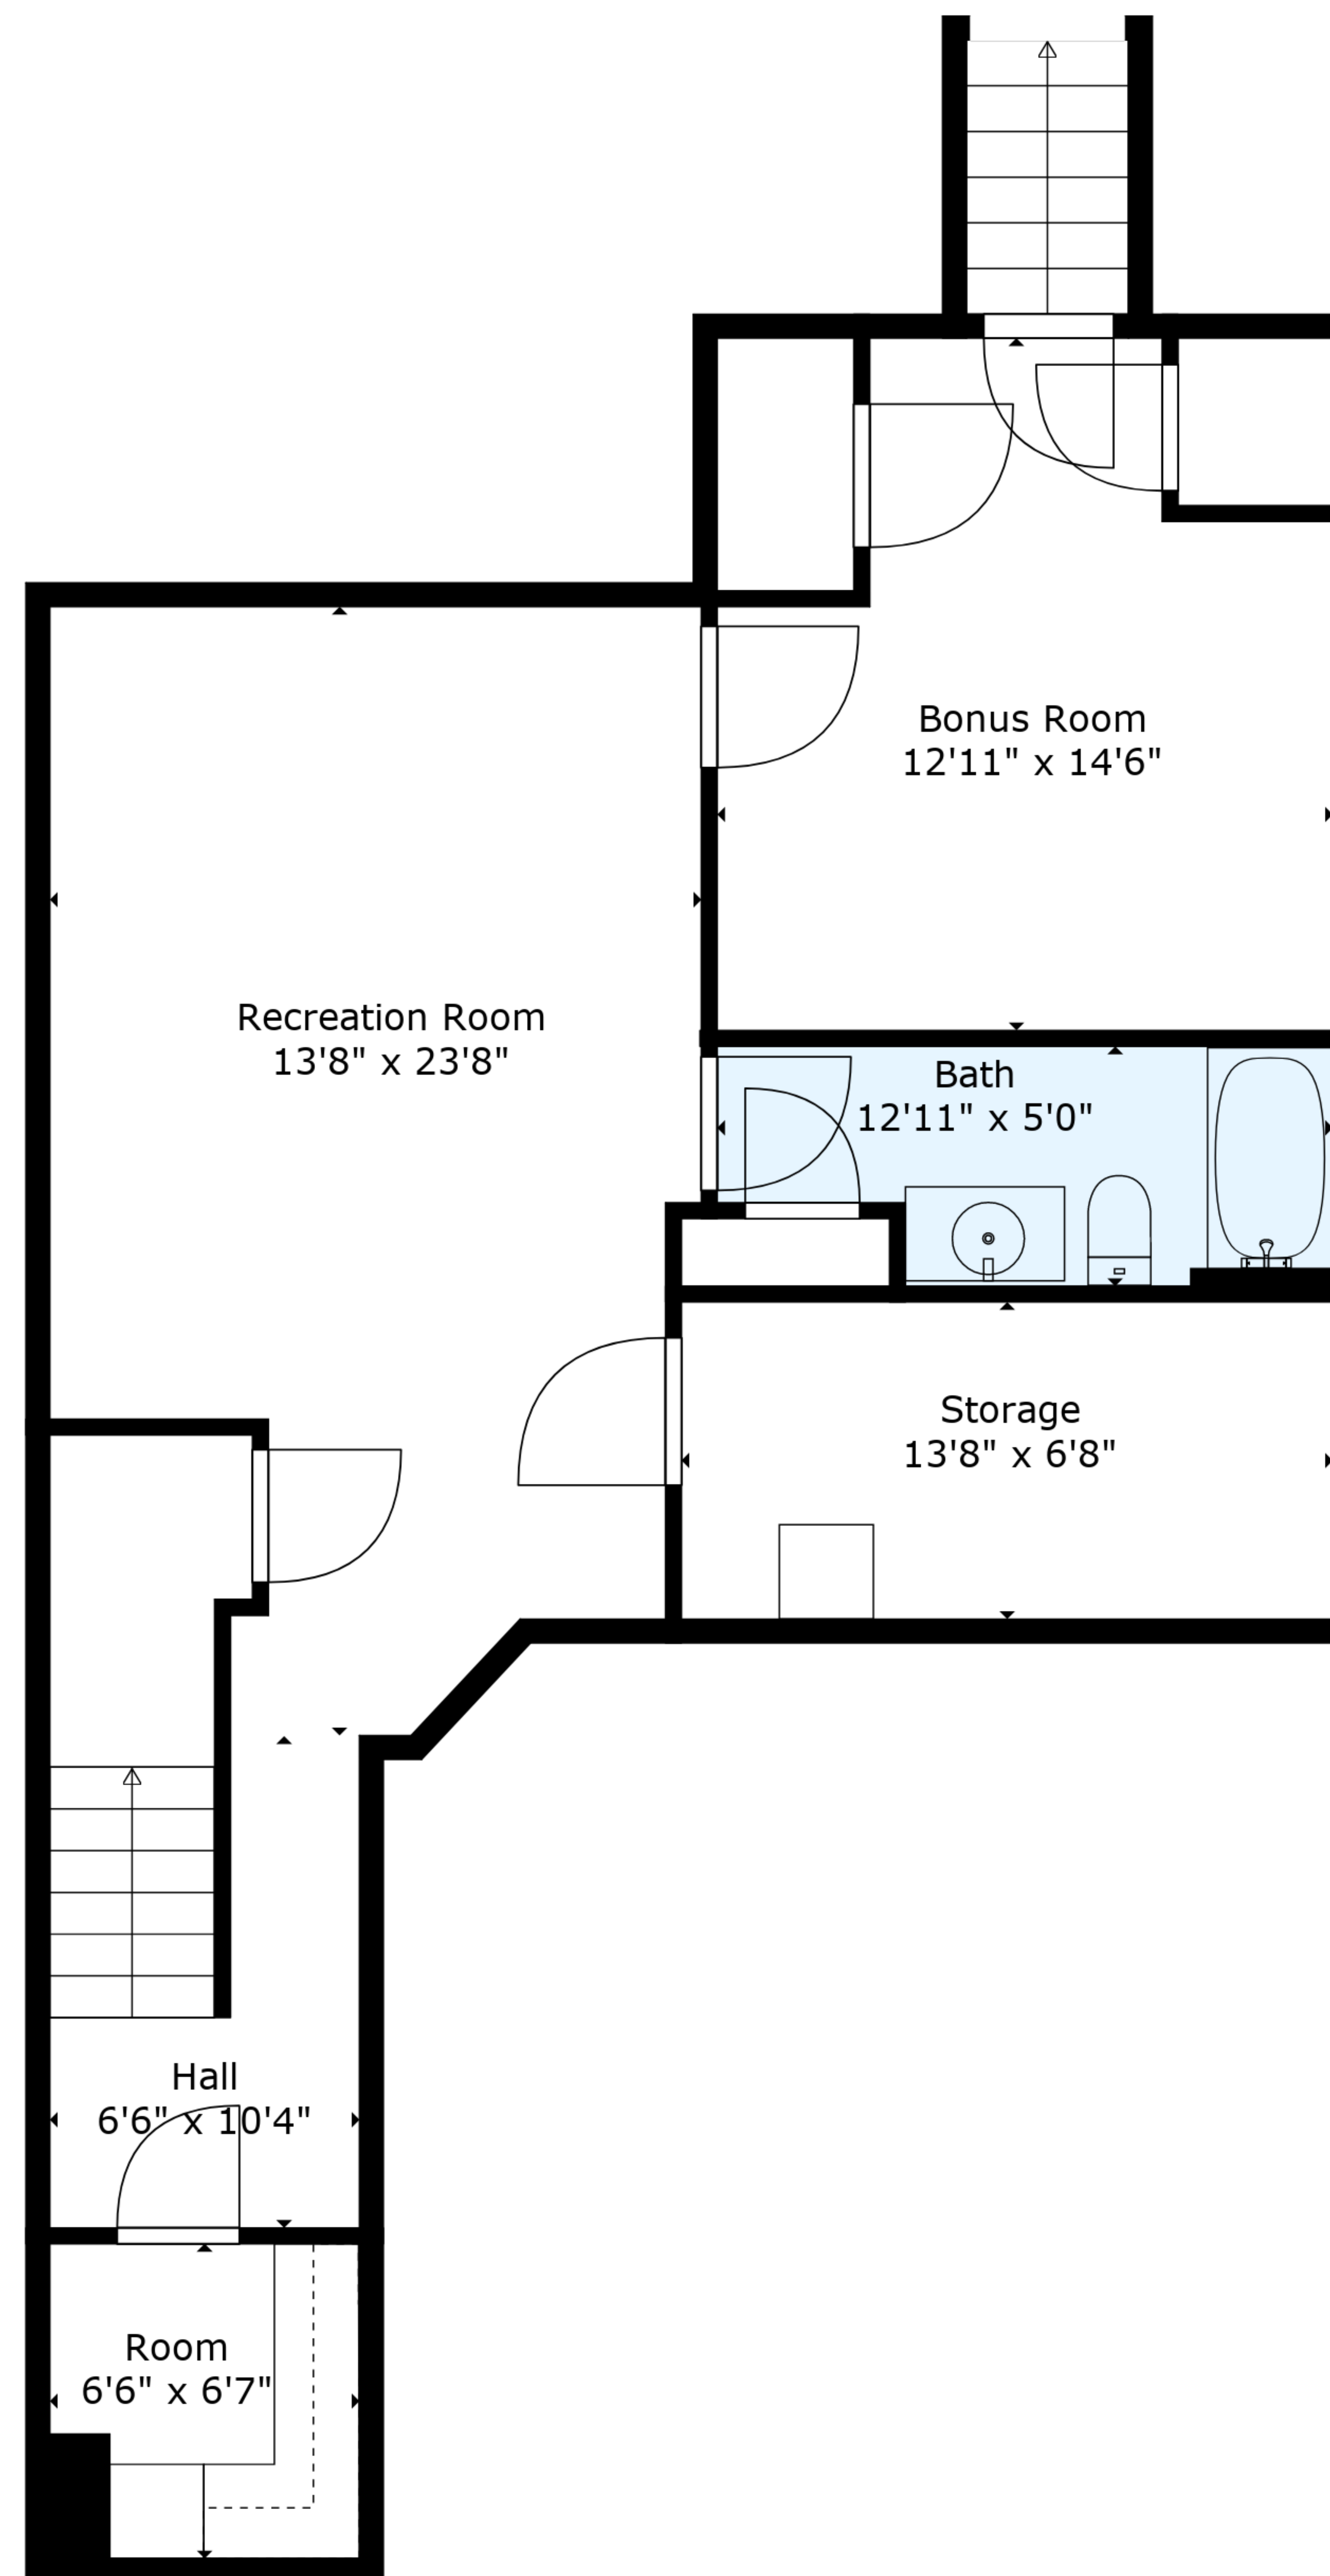 Bonus Room
12'11" x 14'6"
Recreation Room
13'8" x 23'8"
Bath
12'11" x 5'0"
Storage
13'8" x 6'8"
Hall
6'6" x 10'4"
Room
6'6" x 6'7"